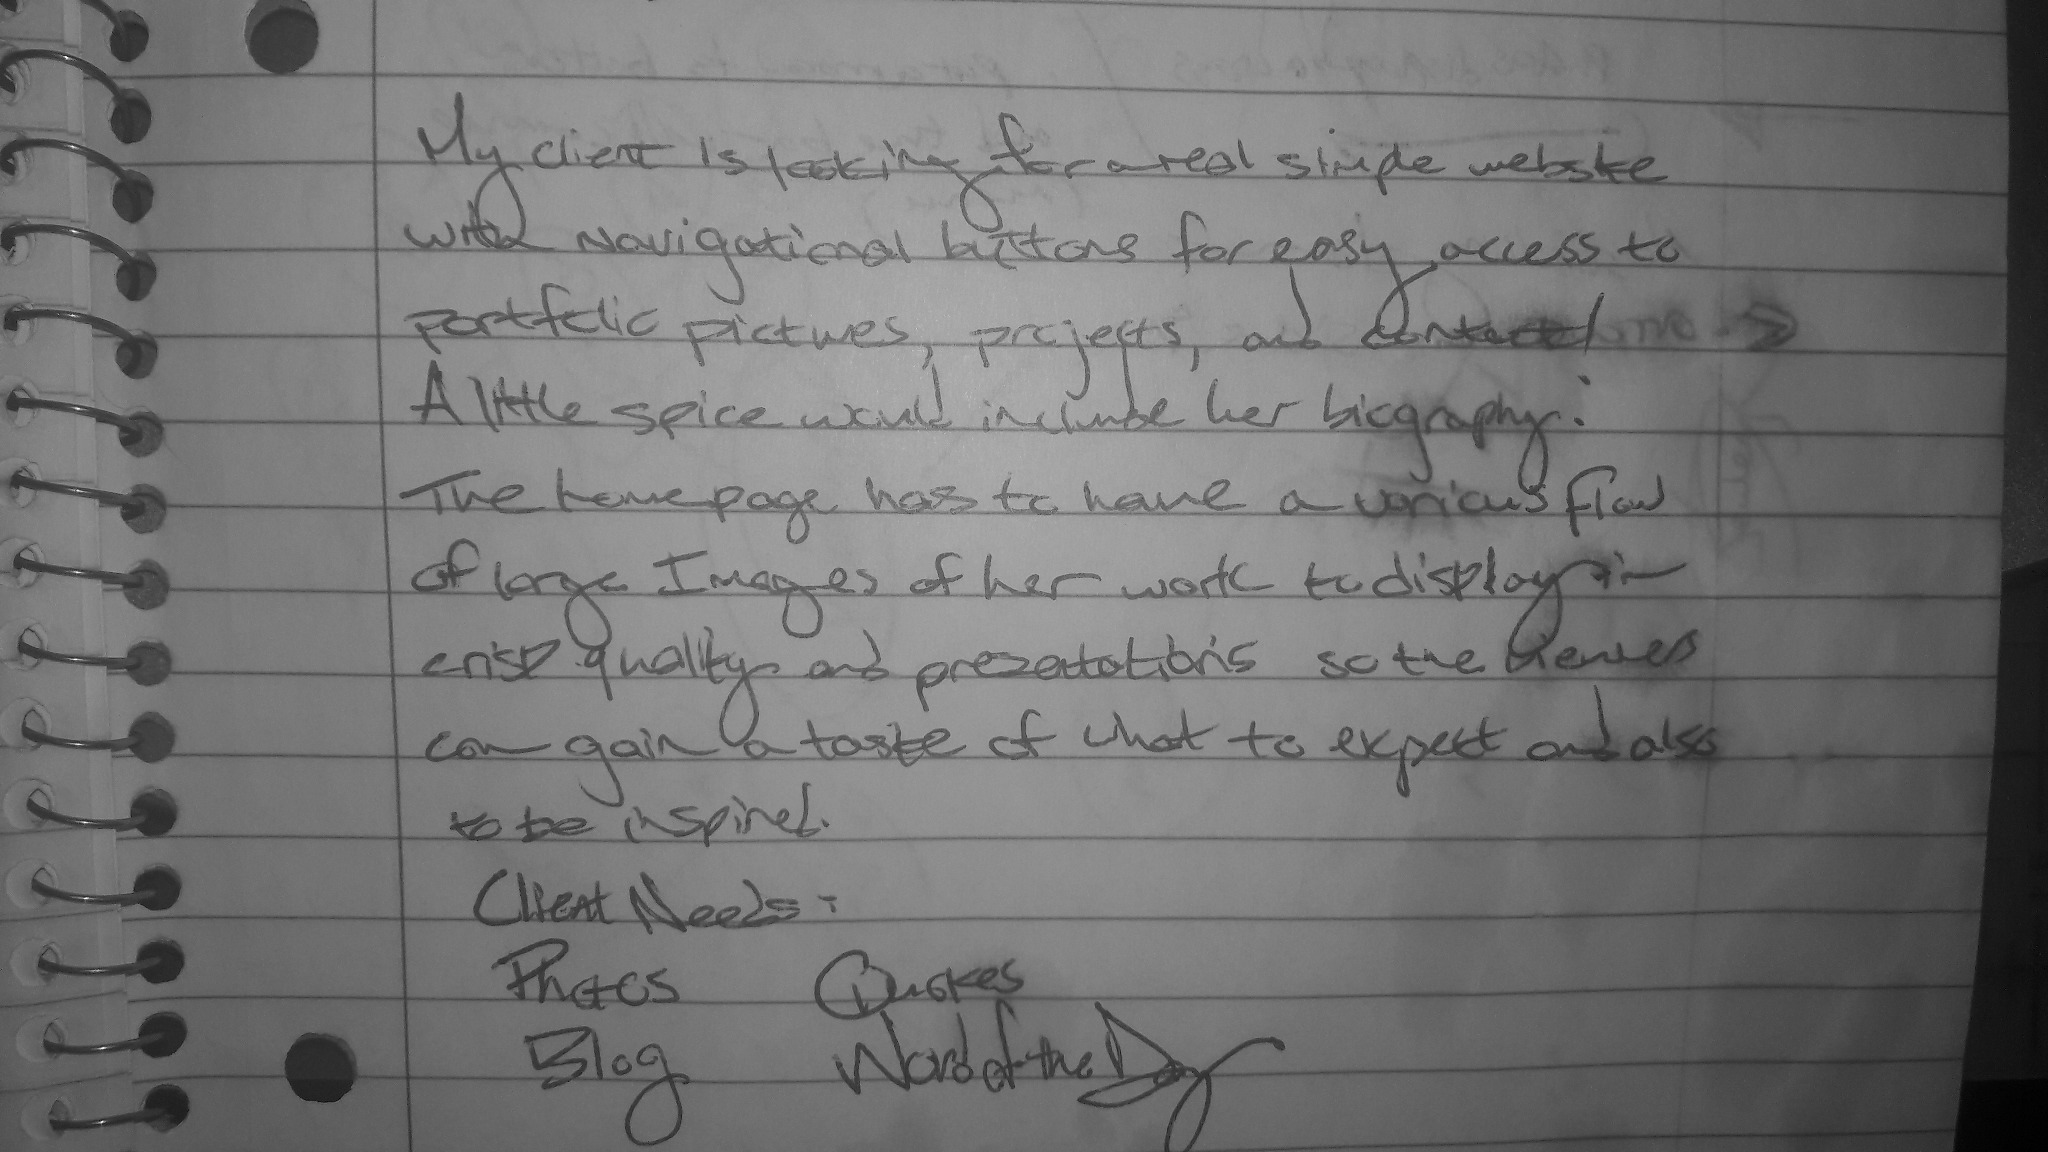 My client is looking for a real simple website
with navigational buttons for easy access to
portfolio pictures, projects, and contact
A little spice would include her biography.
The homepage has to have a various flow
of large Images of her work to display in
crisp quality and presentations so the viewers
can gain a taste of what to expect and also
to be inspired.
Client Needs:
Photos Quotes
Blog Word of the Day